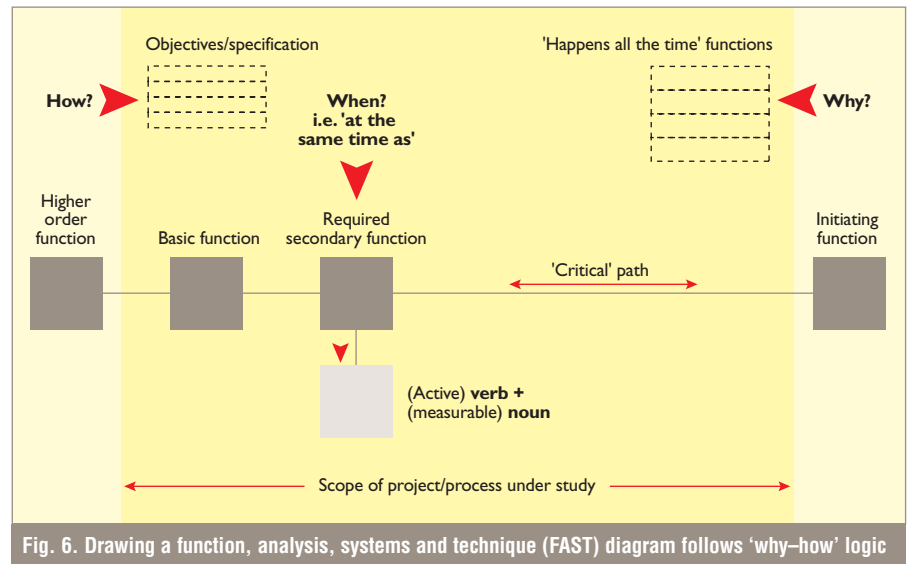 Objectives/specification
'Happens all the time' functions
How?
When?
i.e. 'at the
same time as'
Why?
Higher
order
function
Basic function
Required
secondary function
'Critical' path
Initiating
function
(Active) verb +
(measurable) noun
Scope of project/process under study
Fig. 6. Drawing a function, analysis, systems and technique (FAST) diagram follows ‘why–how’ logic